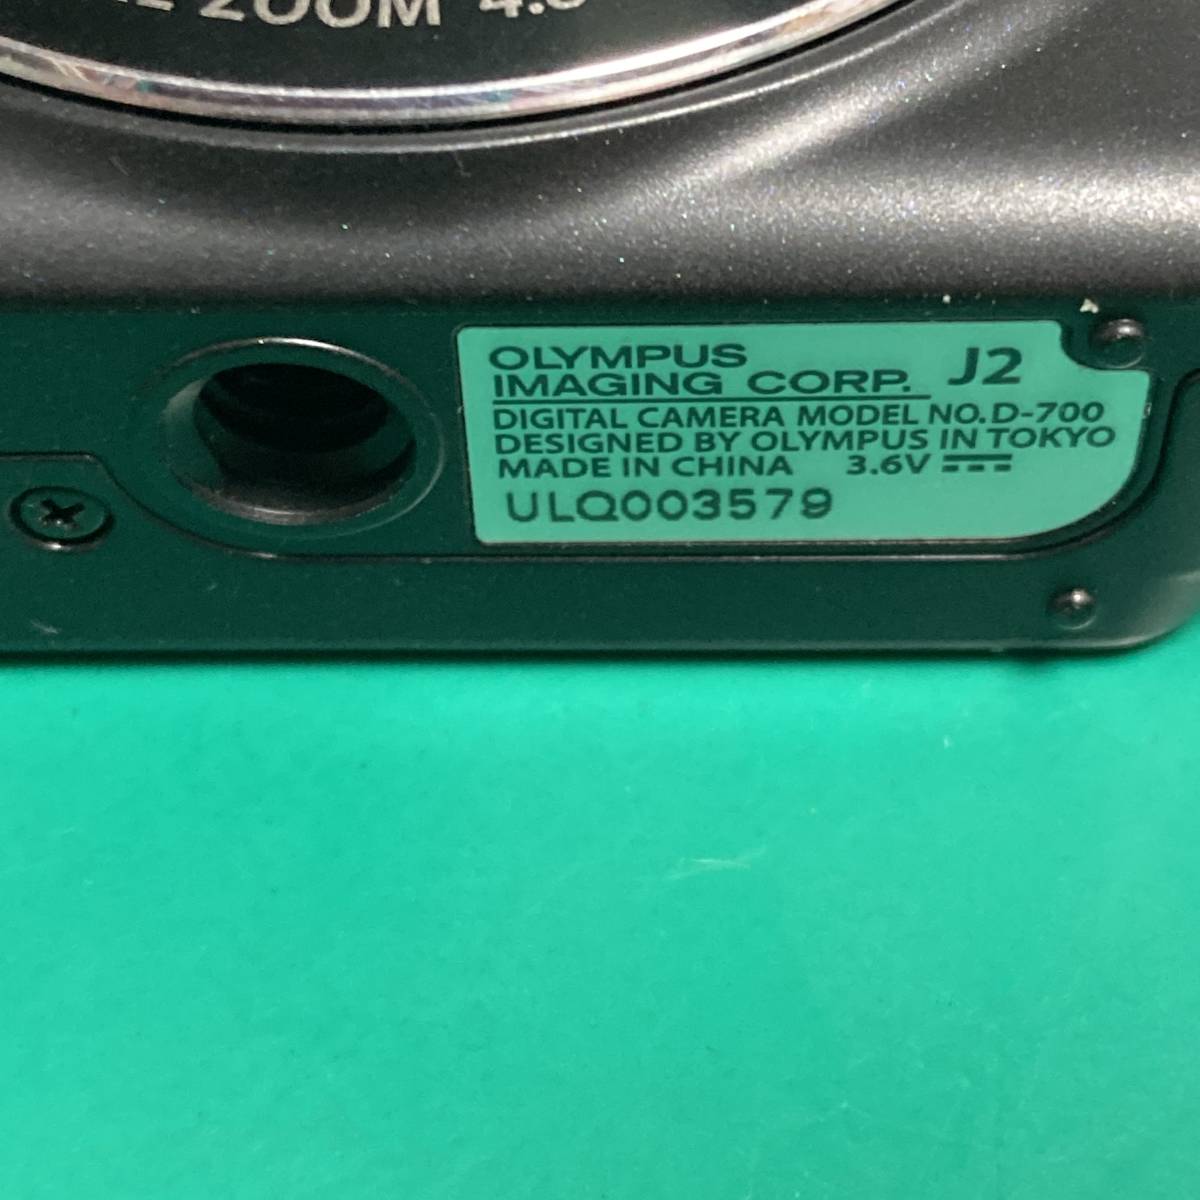 ZOOM
OLYMPUS
IMAGING CORP. J2
DIGITAL CAMERA MODEL NO.D-700
DESIGNED BY OLYMPUS IN TOKYO
MADE IN CHINA 3.6V
ULQ003579